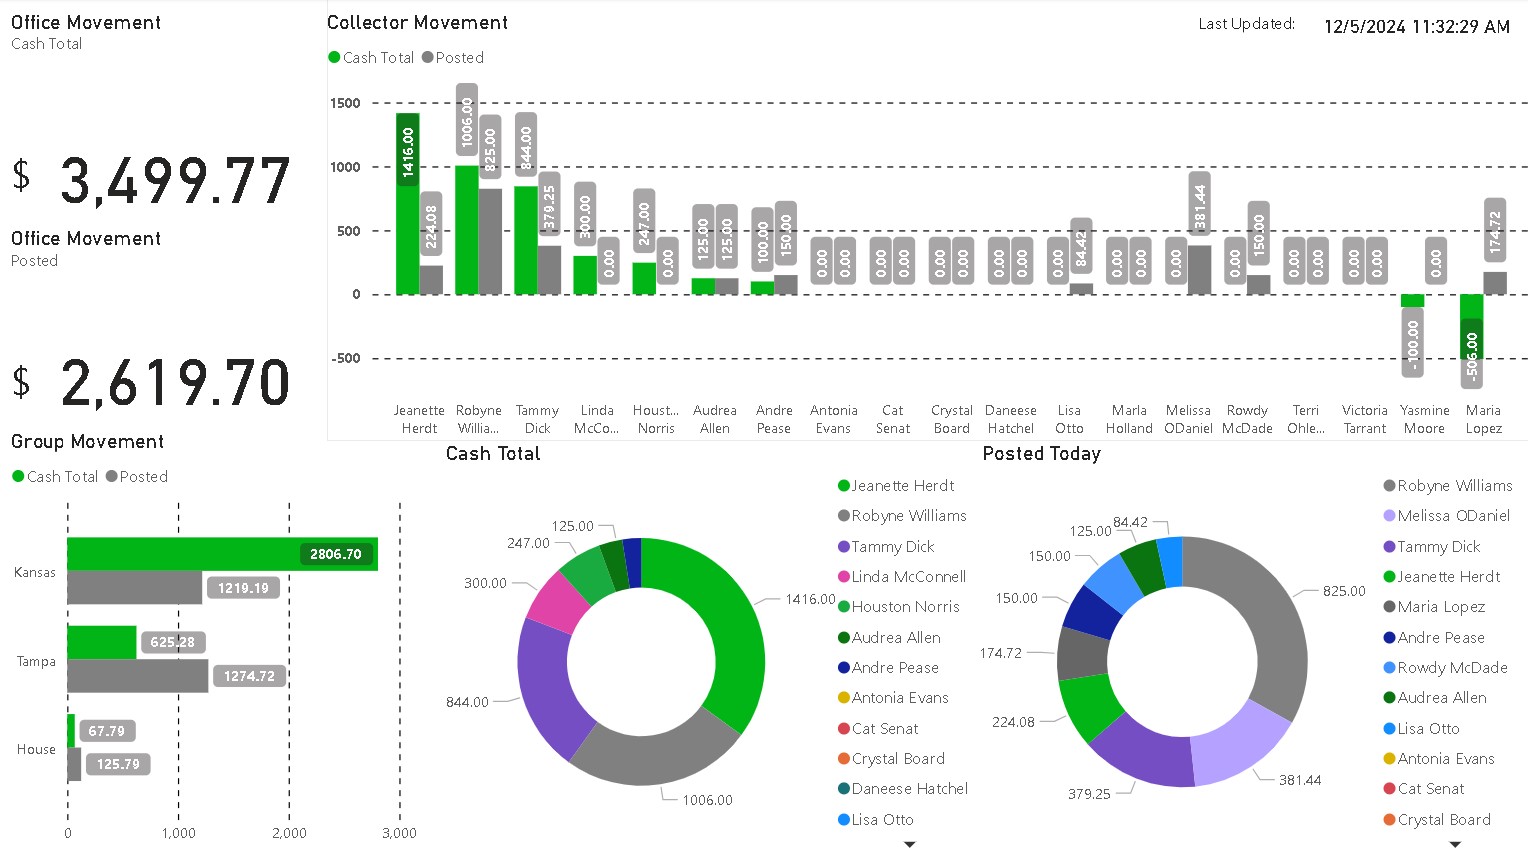 Office Movement
Cash Total
$ 3,499.77
Office Movement
Posted
$ 2,619.70
Collector Movement
Last Updated: 12/5/2024 11:32:29 AM
Cash Total Posted
1500
1000
500
0
-500
1416.00
224.08
1006.00
825.00
844.00
379.25
300.00
0.00
247.00
0.00
125.00
125.00
100.00
150.00
0.00
0.00
0.00
0.00
0.00
0.00
0.00
0.00
0.00
84.42
0.00
0.00
0.00
381.44
0.00
150.00
0.00
0.00
0.00
0.00
-100.00
0.00
-506.00
174.72
Jeanette Herdt
Robyne Willia...
Tammy Dick
Linda McCo...
Houst... Norris
Audrea Allen
Andre Pease
Antonia Evans
Cat Senat
Crystal Board
Daneese Hatchel
Lisa Otto
Marla Holland
Melissa ODaniel
Rowdy McDade
Terri Ohle...
Victoria Tarrant
Yasmine Moore
Maria Lopez
Group Movement
Cash Total Posted
Kansas
2806.70
1219.19
Tampa
625.28
1274.72
House
67.79
125.79
0 1,000 2,000 3,000
Cash Total
125.00
247.00
300.00
844.00
1006.00
1416.00
Jeanette Herdt
Robyne Williams
Tammy Dick
Linda McConnell
Houston Norris
Audrea Allen
Andre Pease
Antonia Evans
Cat Senat
Crystal Board
Daneese Hatchel
Lisa Otto
Posted Today
84.42
125.00
150.00
150.00
174.72
224.08
379.25
381.44
825.00
Robyne Williams
Melissa ODaniel
Tammy Dick
Jeanette Herdt
Maria Lopez
Andre Pease
Rowdy McDade
Audrea Allen
Lisa Otto
Antonia Evans
Cat Senat
Crystal Board